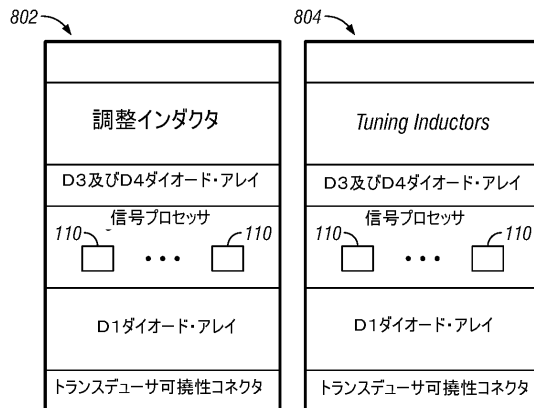 802
調整インダクタ
D3及びD4ダイオード・アレイ
信号プロセッサ
110 110
D1ダイオード・アレイ
トランスデューサ可撓性コネクタ
804
Tuning Inductors
D3及びD4ダイオード・アレイ
信号プロセッサ
110 110
D1ダイオード・アレイ
トランスデューサ可撓性コネクタ